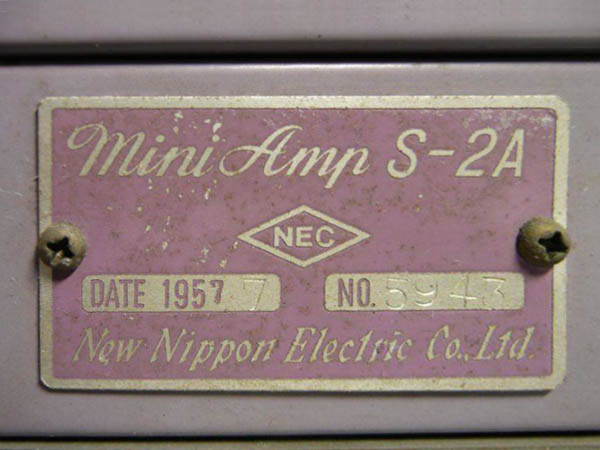 Mini Amp S-2A
NEC
DATE 1957 7 NO. 5943
New Nippon Electric Co., Ltd.